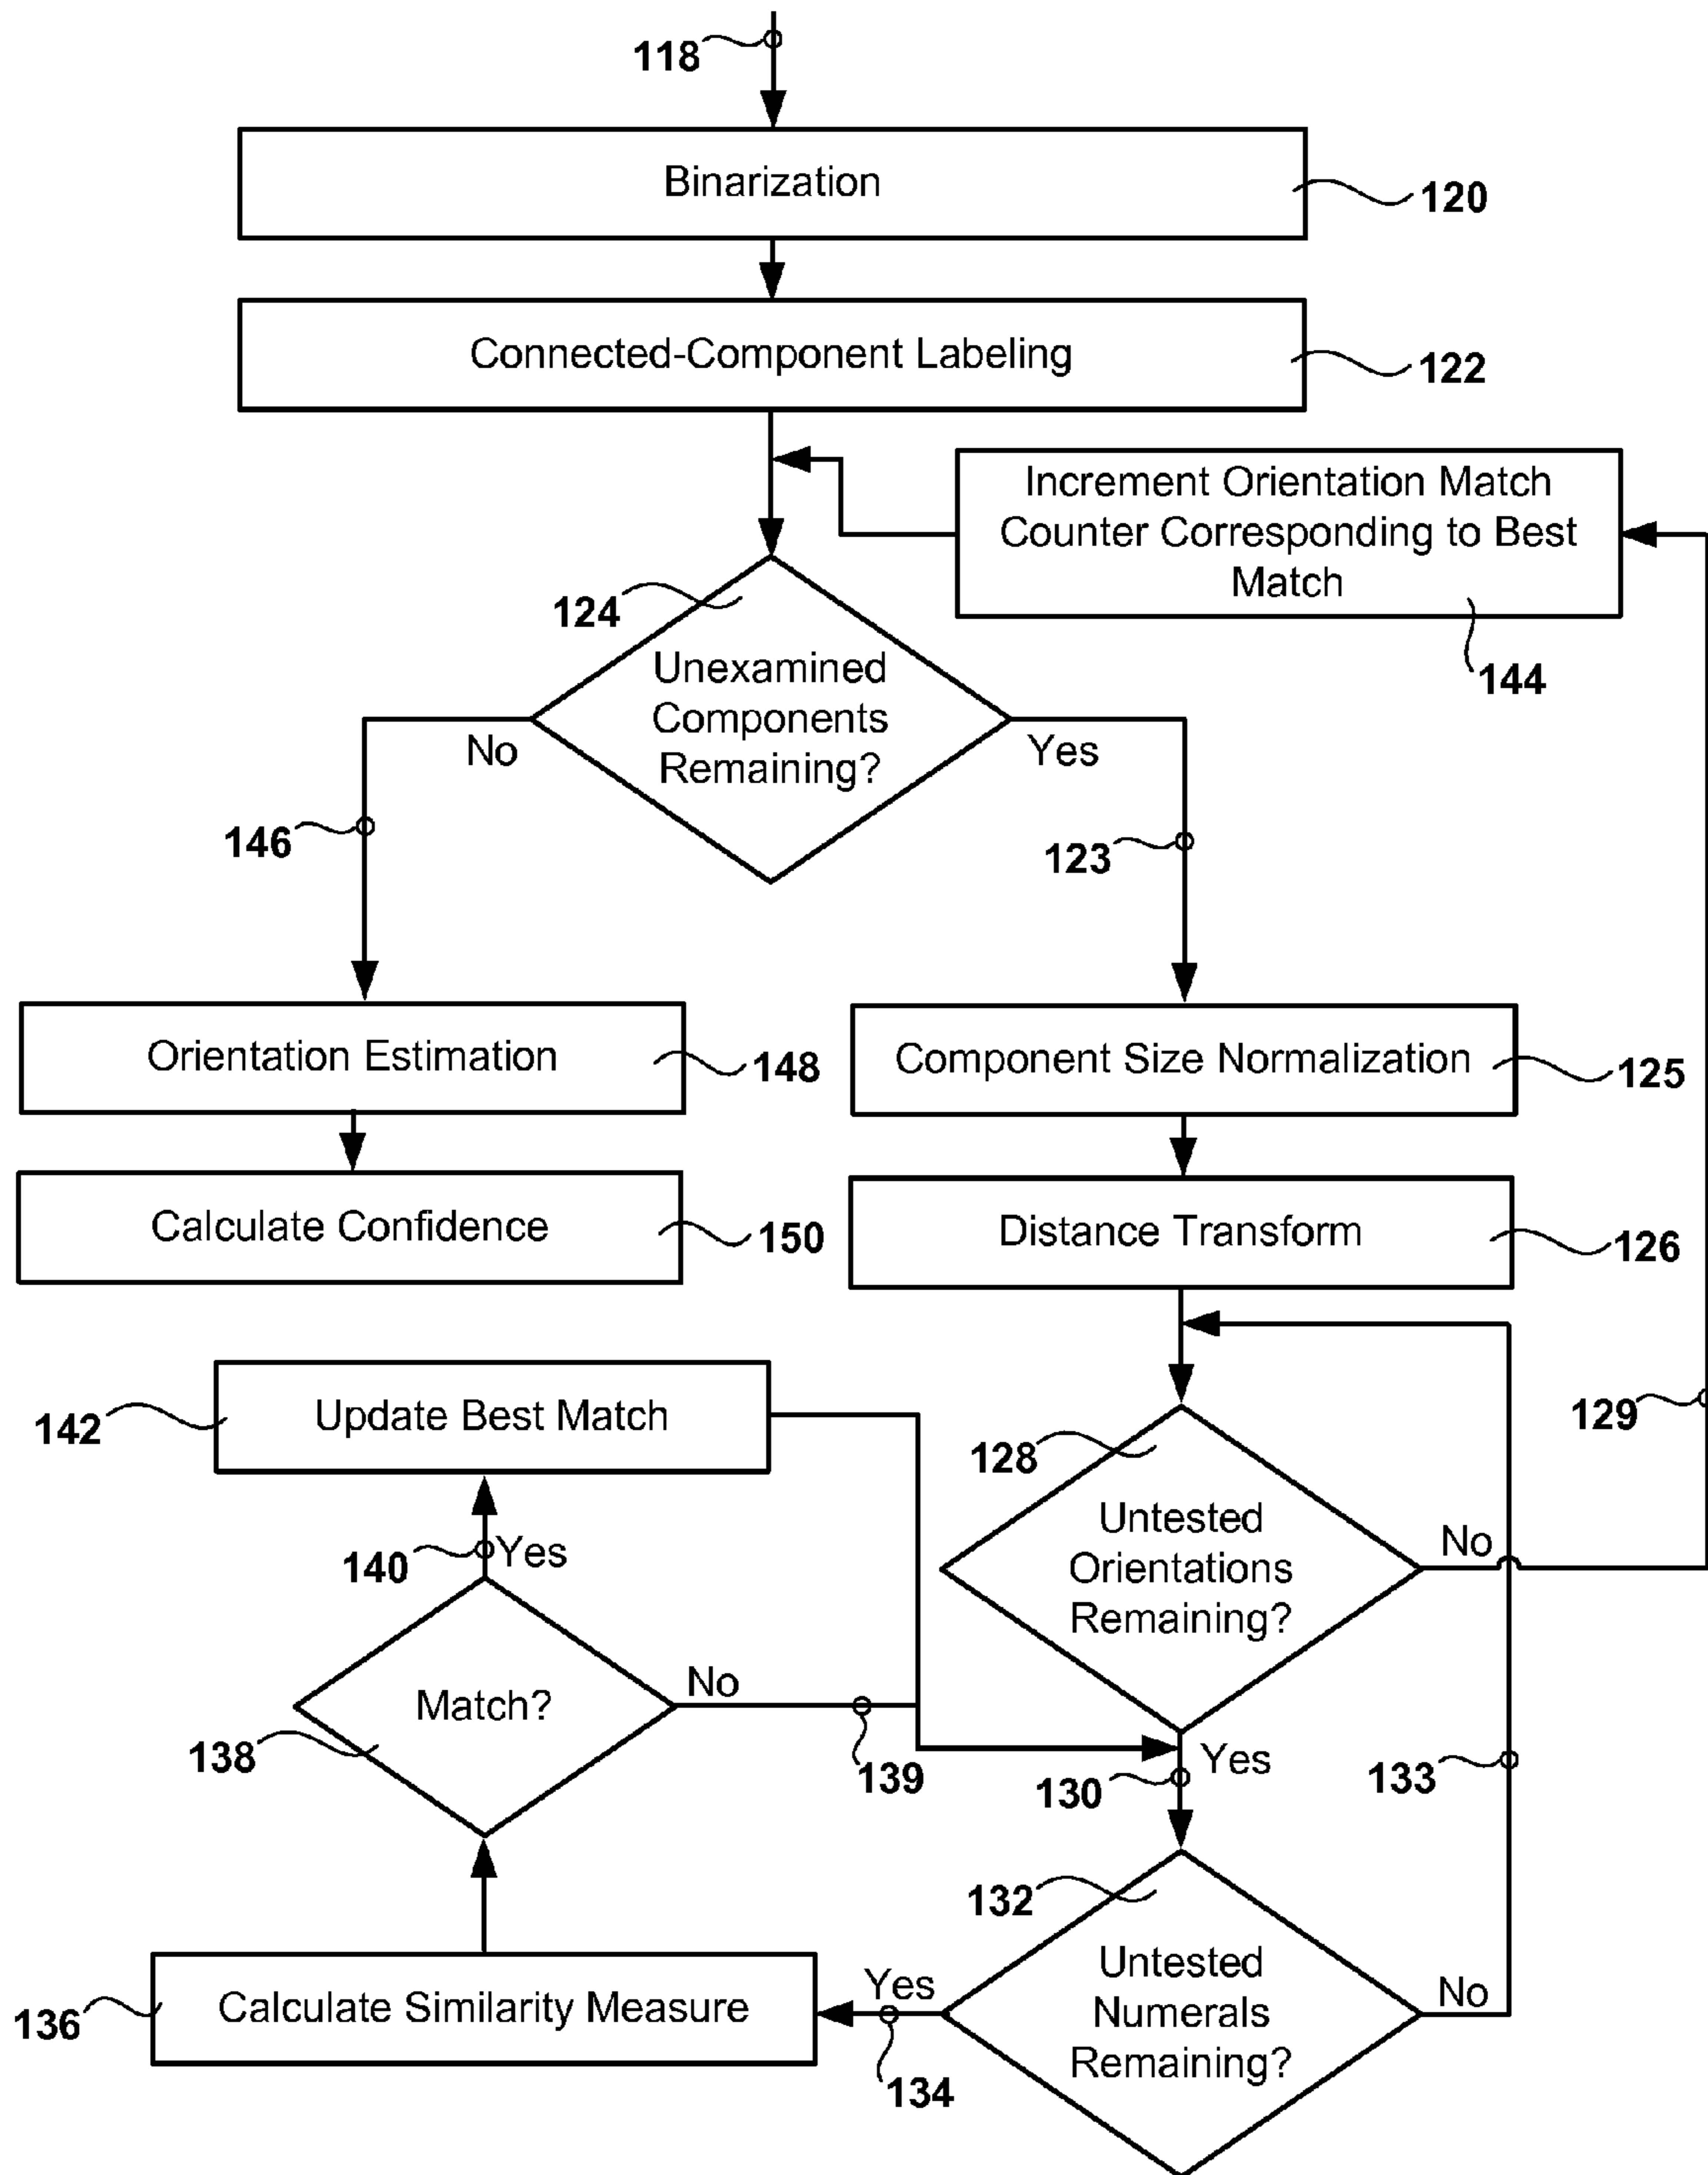 118
Binarization
120
Connected-Component Labeling
122
Increment Orientation Match
Counter Corresponding to Best
Match
144
124
Unexamined
Components
Remaining?
No
Yes
146
123
Orientation Estimation
148
Component Size Normalization
125
Calculate Confidence
150
Distance Transform
126
142
Update Best Match
129
128
Untested
Orientations
Remaining?
No
140
Yes
Match?
No
138
139
Yes
130
133
132
Untested
Numerals
Remaining?
Yes
No
136
Calculate Similarity Measure
134